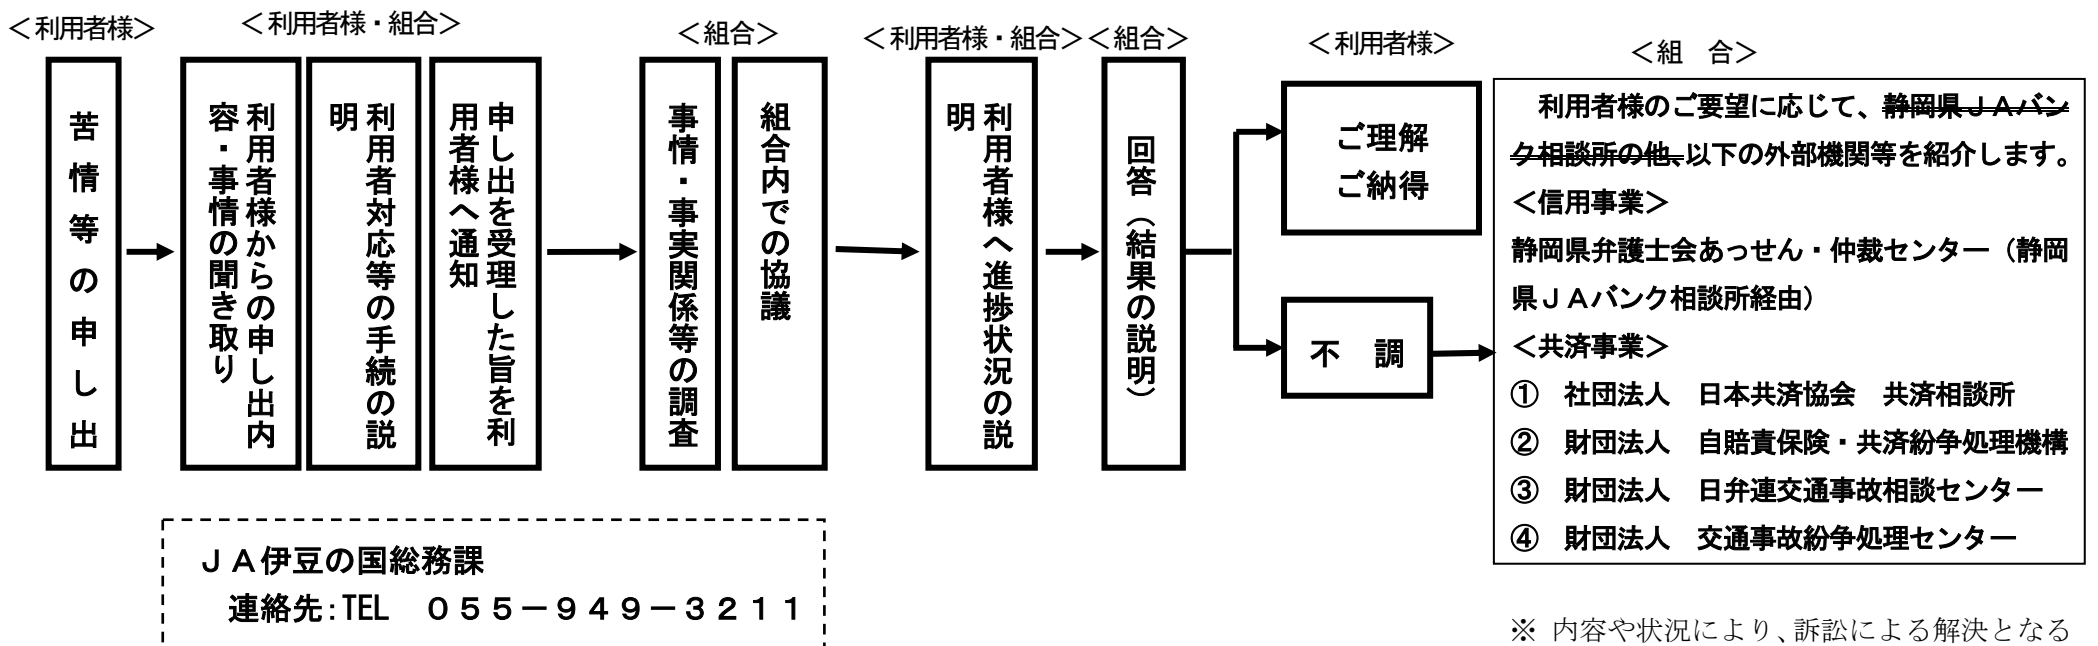 ＜利用者様＞
＜利用者様・組合＞
＜組合＞
＜利用者様・組合＞
＜組合＞
＜利用者様＞
＜組　合＞
苦情等の申し出
利用者様からの申し出内
容・事情の聞き取り
利用者対応等の手続の説
明
申し出を受理した旨を利
用者様へ通知
事情・事実関係等の調査
組合内での協議
利用者様へ進捗状況の説
明
回答（結果の説明）
ご理解
ご納得
不　調
利用者様のご要望に応じて、静岡県ＪＡバン
ク相談所の他、以下の外部機関等を紹介します。
＜信用事業＞
静岡県弁護士会あっせん・仲裁センター（静岡
県ＪＡバンク相談所経由）
＜共済事業＞
①　社団法人　日本共済協会　共済相談所
②　財団法人　自賠責保険・共済紛争処理機構
③　財団法人　日弁連交通事故相談センター
④　財団法人　交通事故紛争処理センター
ＪＡ伊豆の国総務課
連絡先：TEL　０５５－９４９－３２１１
※ 内容や状況により、訴訟による解決となる